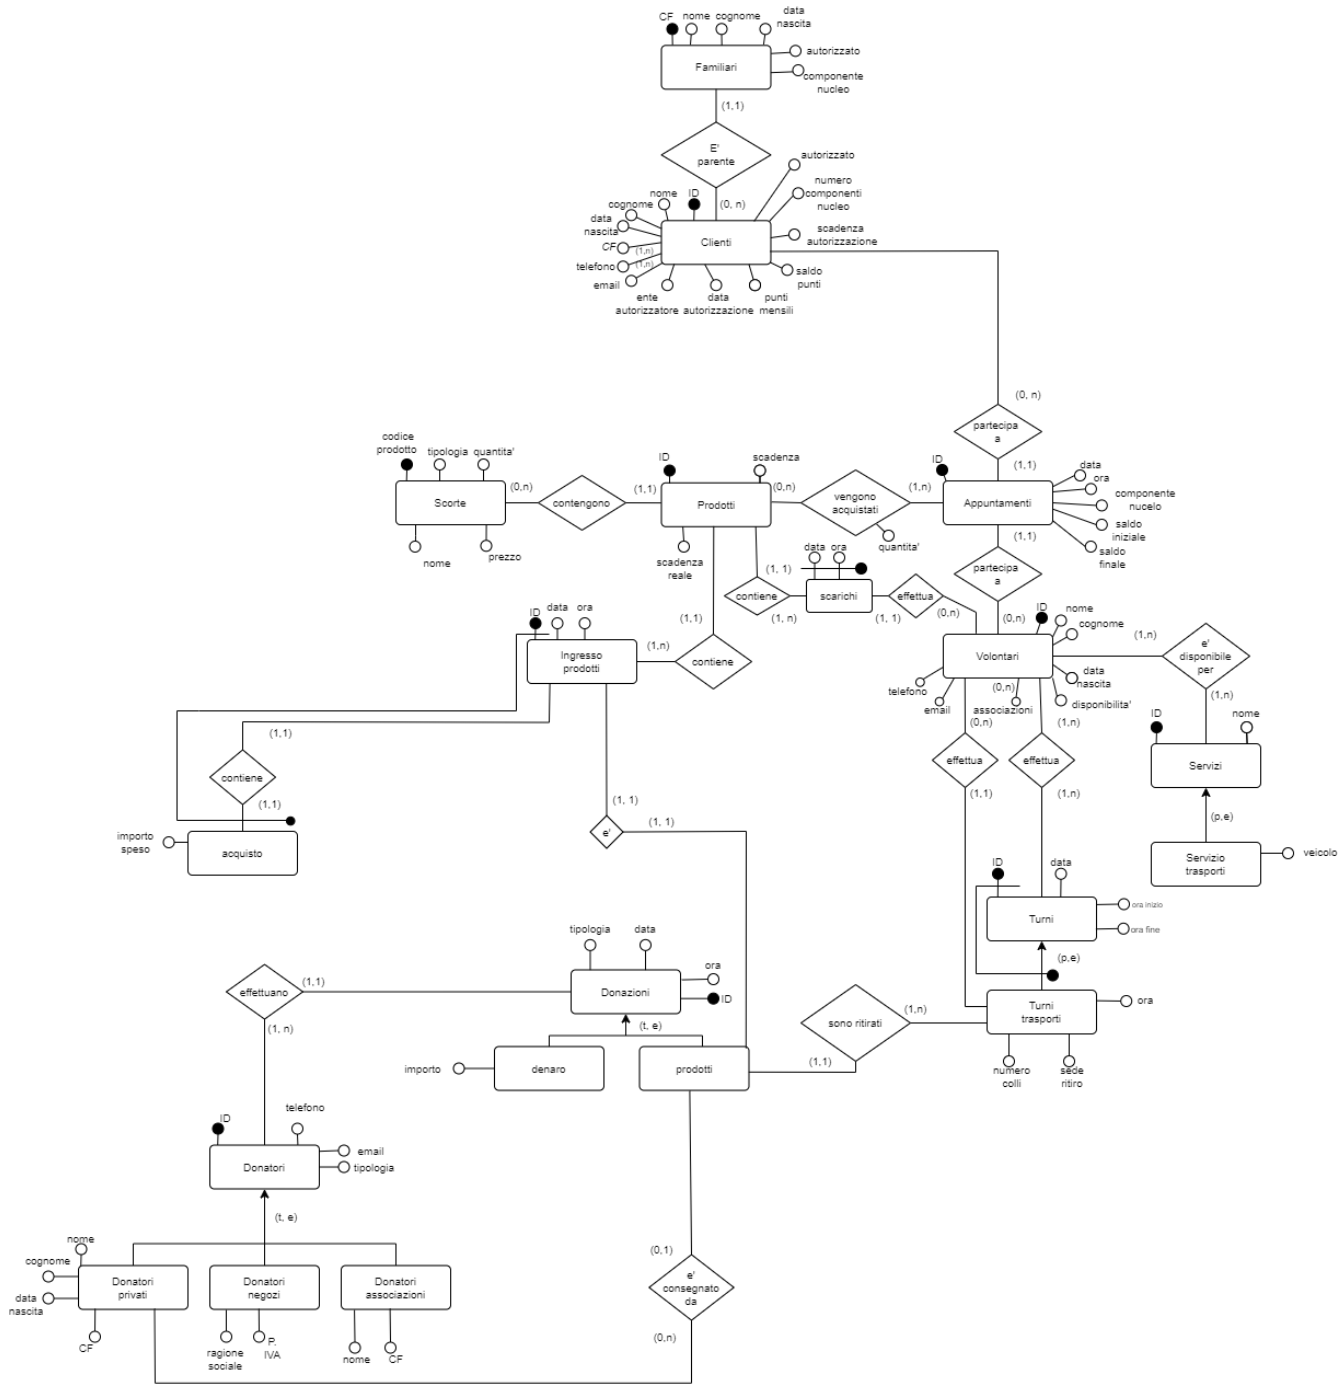 CF
nome
cognome
data
nascita
Familiari
autorizzato
componente
nucleo
(1,1)
E'
parente
(0, n)
ID
nome
cognome
data
nascita
CF
(1,n)
telefono
(1,n)
email
Clienti
autorizzato
numero
componenti
nucleo
scadenza
autorizzazione
saldo
punti
ente
autorizzatore
data
autorizzazione
punti
mensili
(0, n)
partecipa
a
(1,1)
codice
prodotto
tipologia
quantita'
Scorte
nome
prezzo
(0,n)
contengono
(1,1)
ID
scadenza
Prodotti
scadenza
reale
(0,n)
vengono
acquistati
quantita'
(1,n)
ID
Appuntamenti
data
ora
componente
nucelo
saldo
iniziale
saldo
finale
(1,1)
partecipa
a
(0,n)
(1, 1)
contiene
(1, n)
data
ora
scarichi
(1, 1)
effettua
(0,n)
(1,1)
contiene
(1,n)
ID
data
ora
Ingresso
prodotti
ID
nome
cognome
Volontari
data
nascita
disponibilita'
(0,n)
associazioni
email
telefono
(1,n)
e'
disponibile
per
(1,n)
ID
nome
Servizi
(p,e)
Servizio
trasporti
veicolo
(0,n)
effettua
(1,1)
(1,n)
effettua
(1,n)
(1,1)
contiene
(1,1)
importo
speso
acquisto
(1, 1)
e'
(1, 1)
ID
data
Turni
ora inizio
ora fine
(p,e)
Turni
trasporti
ora
numero
colli
sede
ritiro
(1,n)
sono ritirati
(1,1)
tipologia
data
ora
ID
Donazioni
(t, e)
denaro
importo
prodotti
(1,1)
effettuano
(1, n)
ID
telefono
email
tipologia
Donatori
(t, e)
nome
cognome
data
nascita
Donatori
privati
CF
Donatori
negozi
ragione
sociale
P.
IVA
Donatori
associazioni
nome
CF
(0,1)
e'
consegnato
da
(0,n)